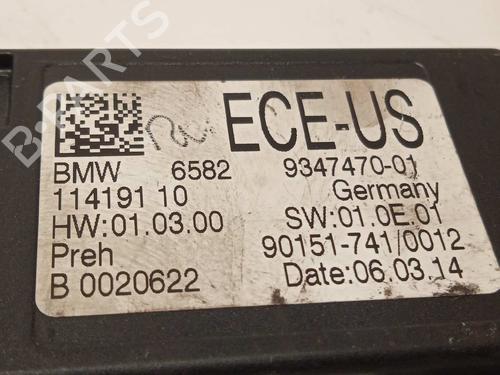 ECE-US
BMW 6582 9347470-01
114191 10 Germany
HW:01.03.00 SW:01.0E.01
Preh 90151-741/0012
B 0020622 Date:06.03.14
B-PARTS